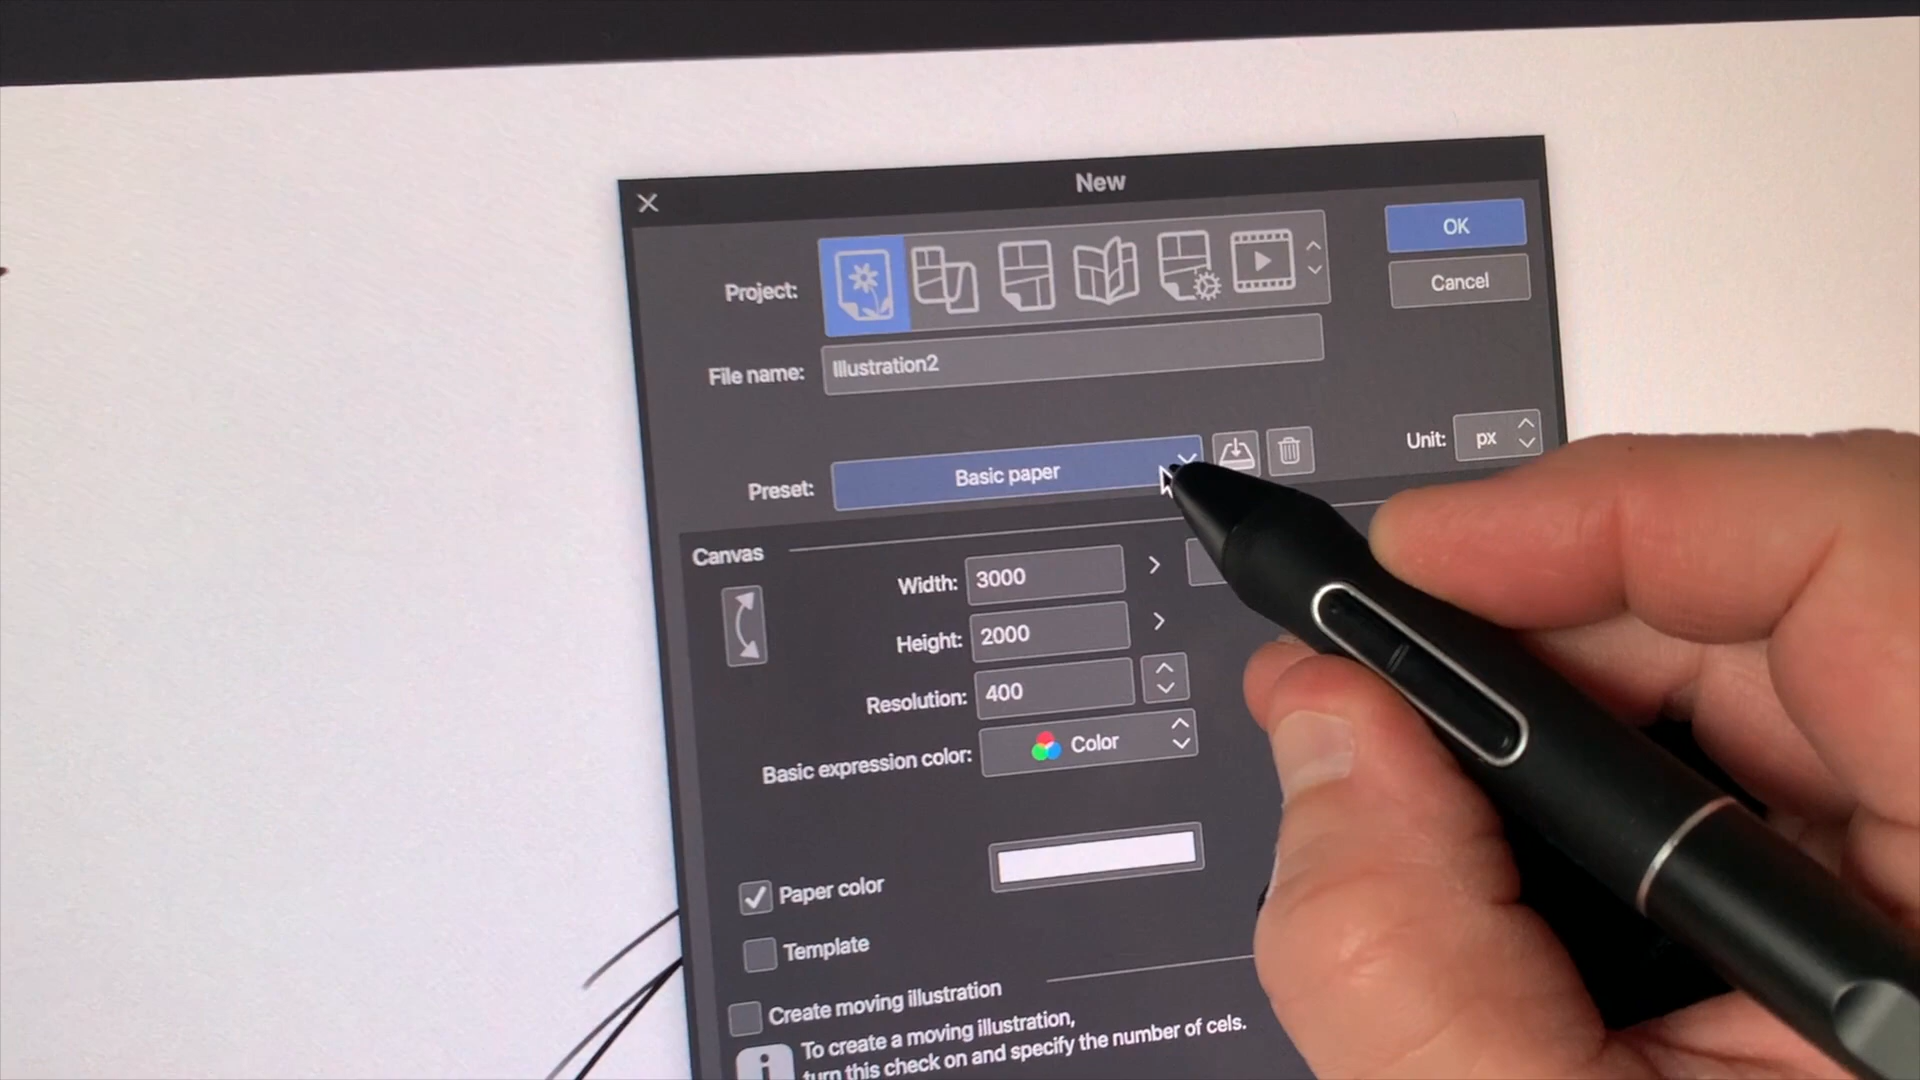 New
OK
Project:
Cancel
File name: Illustration2
Unit: px
Preset: Basic paper
Canvas
Width: 3000
Height: 2000
Resolution: 400
Basic expression color: Color
Paper color
Template
Create moving illustration
To create a moving illustration,
turn this check on and specify the number of cels.